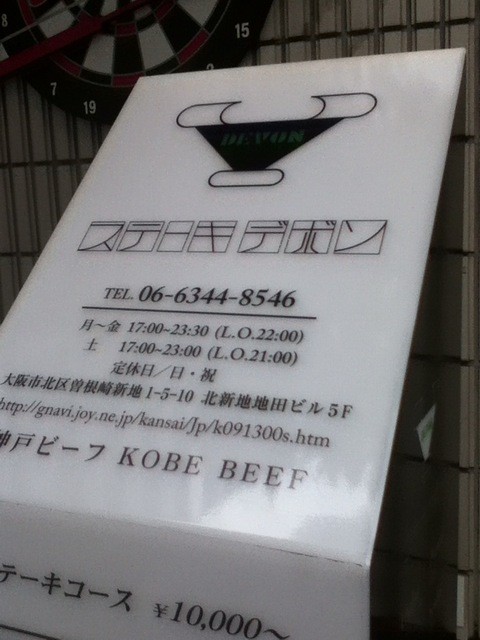 15
8
7
19
DEVON
ステーキ デボン
TEL. 06-6344-8546
月〜金 17:00~23:30 (L.O.22:00)
土 17:00~23:00 (L.O.21:00)
定休日／日・祝
大阪市北区曽根崎新地1-5-10 北新地地田ビル5F
http://gnavi.joy.ne.jp/kansai/Jp/k091300s.htm
神戸ビーフ KOBE BEEF
テーキコース ¥10,000〜